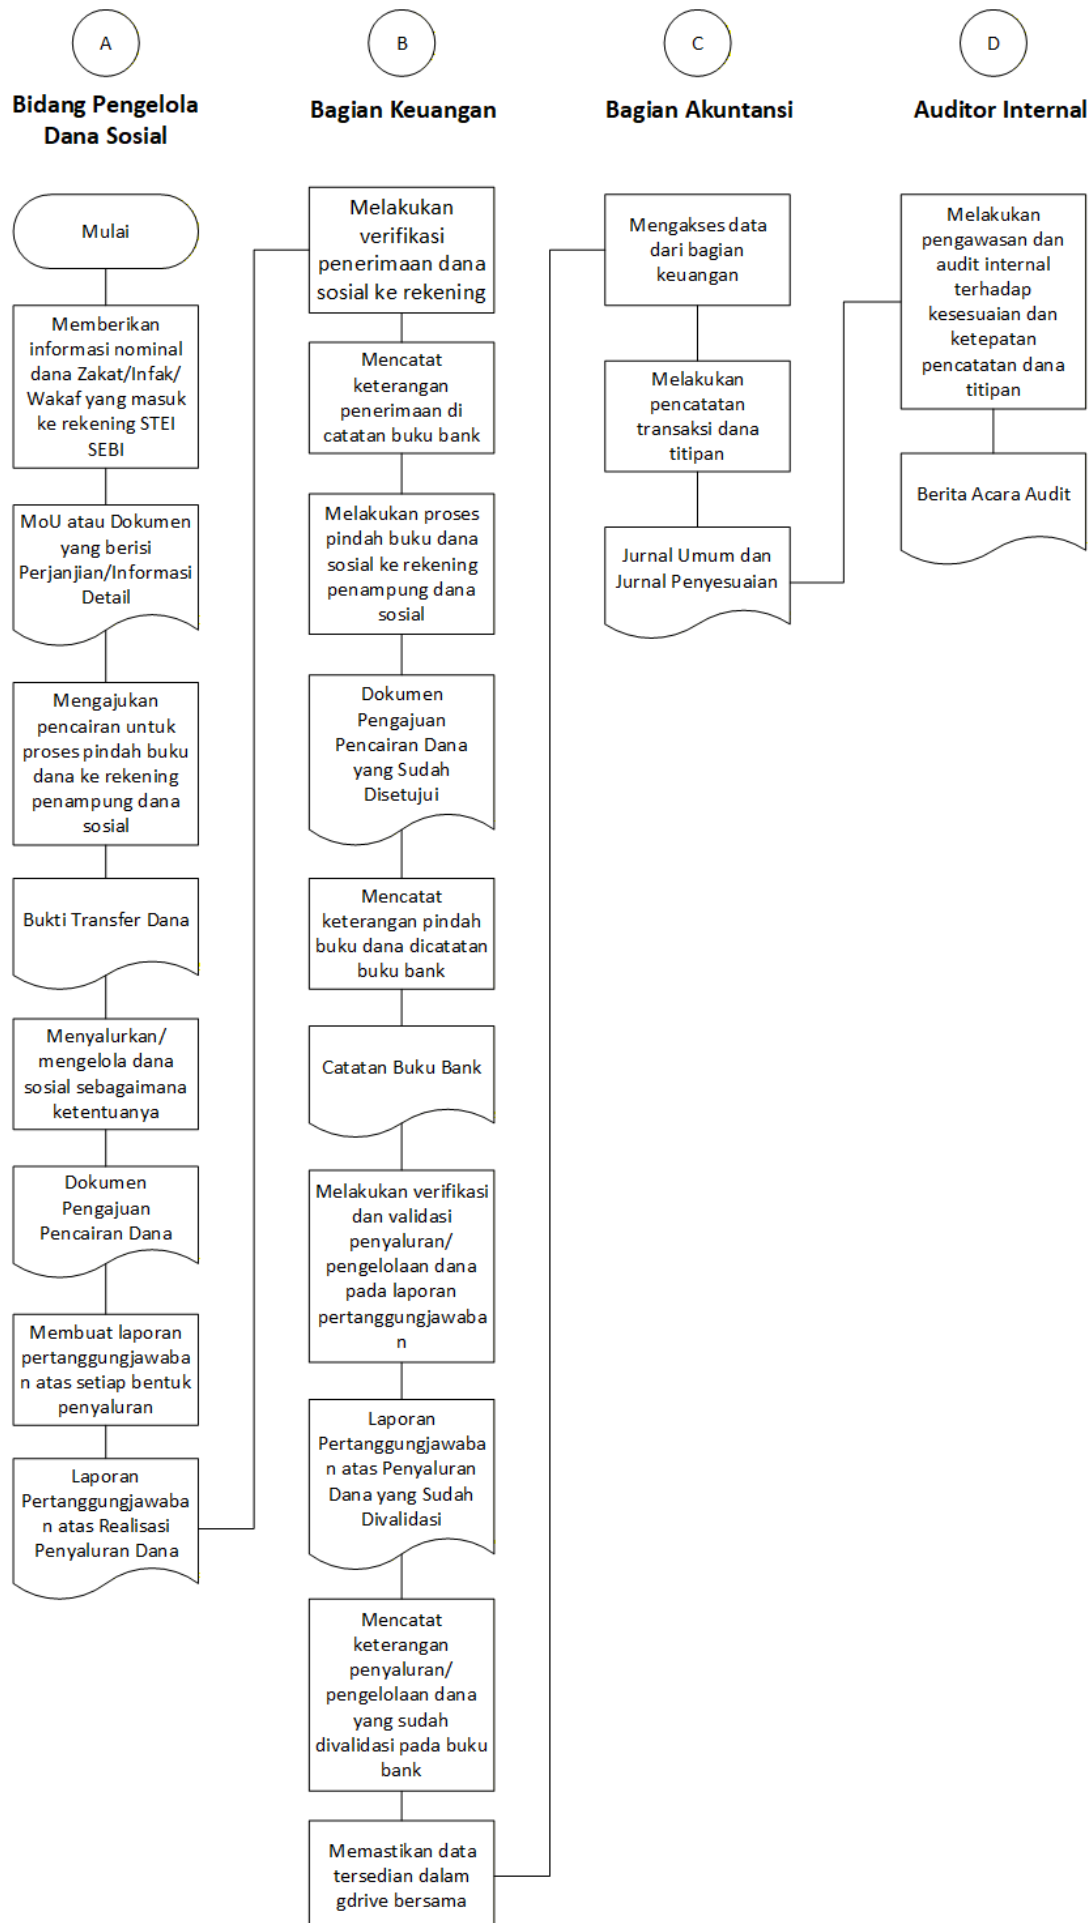 A
Bidang Pengelola
Dana Sosial
Mulai
Memberikan
informasi nominal
dana Zakat/Infak/
Wakaf yang masuk
ke rekening STEI
SEBI
MoU atau Dokumen
yang berisi
Perjanjian/Informasi
Detail
Mengajukan
pencairan untuk
proses pindah buku
dana ke rekening
penampung dana
sosial
Bukti Transfer Dana
Menyalurkan/
mengelola dana
sosial sebagaimana
ketentuanya
Dokumen
Pengajuan
Pencairan Dana
Membuat laporan
pertanggungjawaba
n atas setiap bentuk
penyaluran
Laporan
Pertanggungjawaba
n atas Realisasi
Penyaluran Dana
B
Bagian Keuangan
Melakukan
verifikasi
penerimaan dana
sosial ke rekening
Mencatat
keterangan
penerimaan di
catatan buku bank
Melakukan proses
pindah buku dana
sosial ke rekening
penampung dana
sosial
Dokumen
Pengajuan
Pencairan Dana
yang Sudah
Disetujui
Mencatat
keterangan pindah
buku dana dicatatan
buku bank
Catatan Buku Bank
Melakukan verifikasi
dan validasi
penyaluran/
pengelolaan dana
pada laporan
pertanggungjawaba
n
Laporan
Pertanggungjawaba
n atas Penyaluran
Dana yang Sudah
Divalidasi
Mencatat
keterangan
penyaluran/
pengelolaan dana
yang sudah
divalidasi pada buku
bank
Memastikan data
tersedian dalam
gdrive bersama
C
Bagian Akuntansi
Mengakses data
dari bagian
keuangan
Melakukan
pencatatan
transaksi dana
titipan
Jurnal Umum dan
Jurnal Penyesuaian
D
Auditor Internal
Melakukan
pengawasan dan
audit internal
terhadap
kesesuaian dan
ketepatan
pencatatan dana
titipan
Berita Acara Audit